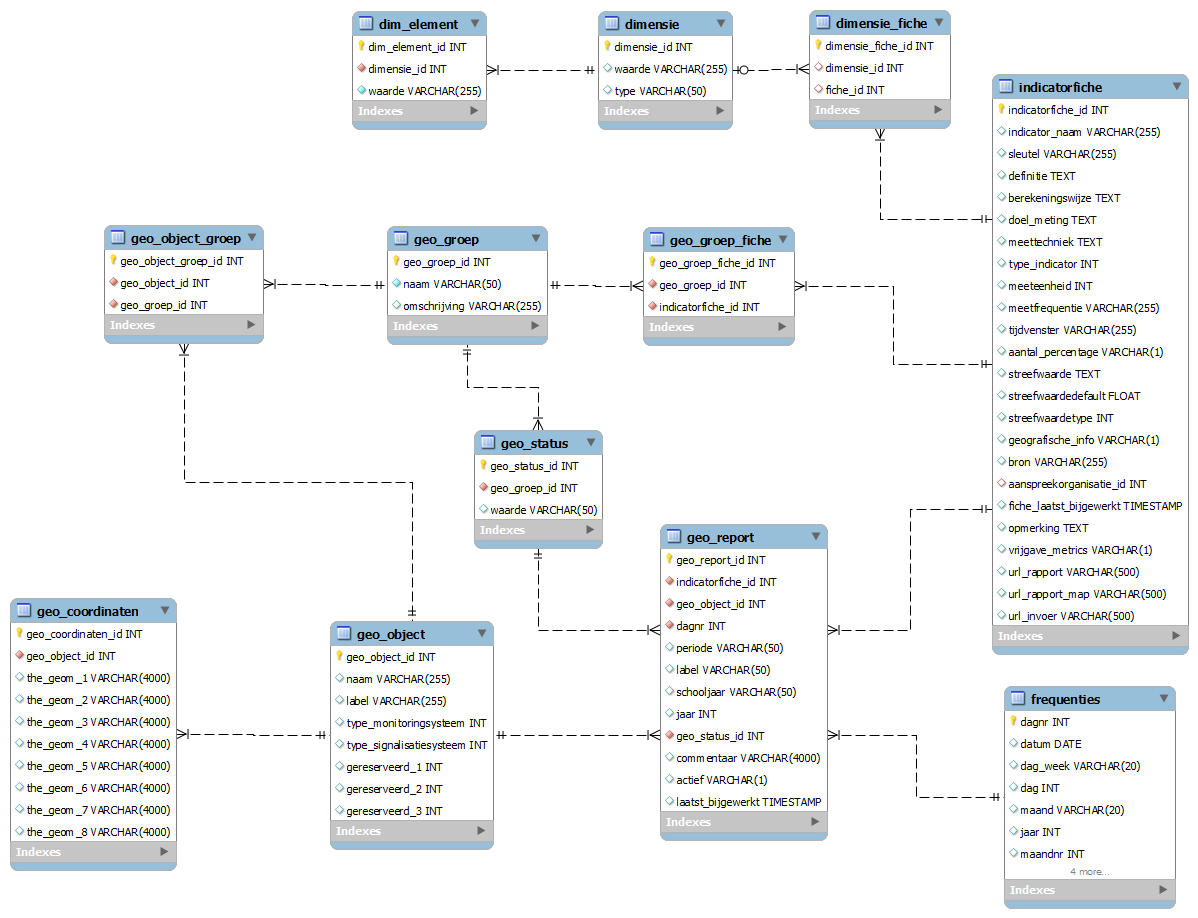 dim_element
dim_element_id INT
dimensie_id INT
waarde VARCHAR(255)
Indexes
dimensie
dimensie_id INT
waarde VARCHAR(255)
type VARCHAR(50)
Indexes
dimensie_fiche
dimensie_fiche_id INT
dimensie_id INT
fiche_id INT
Indexes
indicatorfiche
indicatorfiche_id INT
indicator_naam VARCHAR(255)
sleutel VARCHAR(255)
definitie TEXT
berekeningswijze TEXT
doel_meting TEXT
meettechniek TEXT
type_indicator INT
meeteenheid INT
meetfrequentie VARCHAR(255)
tijdvenster VARCHAR(255)
aantal_percentage VARCHAR(1)
streefwaarde TEXT
streefwaardedefault FLOAT
streefwaardetype INT
geografische_info VARCHAR(1)
bron VARCHAR(255)
aanspreekorganisatie_id INT
fiche_laatst_bijgewerkt TIMESTAMP
opmerking TEXT
vrijgave_metrics VARCHAR(1)
url_rapport VARCHAR(500)
url_rapport_map VARCHAR(500)
url_invoer VARCHAR(500)
Indexes
geo_object_groep
geo_object_groep_id INT
geo_object_id INT
geo_groep_id INT
Indexes
geo_groep
geo_groep_id INT
naam VARCHAR(50)
omschrijving VARCHAR(255)
Indexes
geo_groep_fiche
geo_groep_fiche_id INT
geo_groep_id INT
indicatorfiche_id INT
Indexes
geo_status
geo_status_id INT
geo_groep_id INT
waarde VARCHAR(50)
Indexes
geo_report
geo_report_id INT
indicatorfiche_id INT
geo_object_id INT
dagnr INT
periode VARCHAR(50)
label VARCHAR(50)
schooljaar VARCHAR(50)
jaar INT
geo_status_id INT
commentaar VARCHAR(4000)
actief VARCHAR(1)
laatst_bijgewerkt TIMESTAMP
Indexes
geo_coordinaten
geo_coordinaten_id INT
geo_object_id INT
the_geom_1 VARCHAR(4000)
the_geom_2 VARCHAR(4000)
the_geom_3 VARCHAR(4000)
the_geom_4 VARCHAR(4000)
the_geom_5 VARCHAR(4000)
the_geom_6 VARCHAR(4000)
the_geom_7 VARCHAR(4000)
the_geom_8 VARCHAR(4000)
Indexes
geo_object
geo_object_id INT
naam VARCHAR(255)
label VARCHAR(255)
type_monitoringsysteem INT
type_signalisatiesysteem INT
gereserveerd_1 INT
gereserveerd_2 INT
gereserveerd_3 INT
Indexes
frequenties
dagnr INT
datum DATE
dag_week VARCHAR(20)
dag INT
maand VARCHAR(20)
jaar INT
maandnr INT
4 more...
Indexes